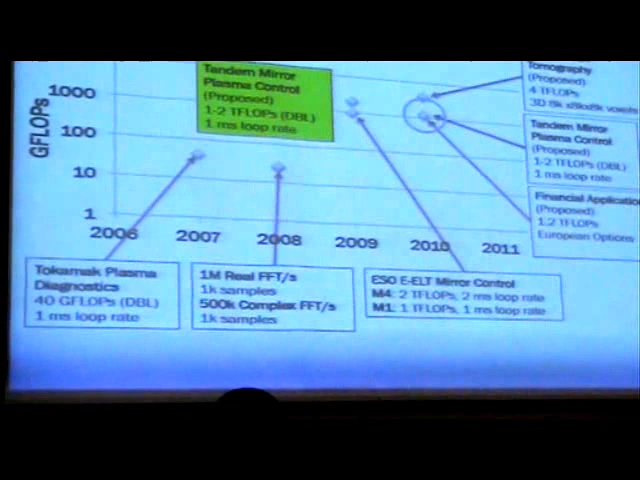 Tandem Mirror
Plasma Control
(Proposed)
1-2 TFLOPs (DBL)
1 ms loop rate
Tomography
(Proposed)
4 TFLOPs
3D 8k x8kx8k voxels
Tandem Mirror
Plasma Control
(Proposed)
1-2 TFLOPs (DBL)
1 ms loop rate
Financial Application
(Proposed)
1.2 TFLOPs
European Options
GFLOPs
1000
100
10
1
2006
2007
2008
2009
2010
2011
Tokamak Plasma
Diagnostics
40 GFLOPs (DBL)
1 ms loop rate
1M Real FFT/s
1k samples
500k Complex FFT/s
1k samples
ESO E-ELT Mirror Control
M4: 2 TFLOPs, 2 ms loop rate
M1: 1 TFLOPs, 1 ms loop rate